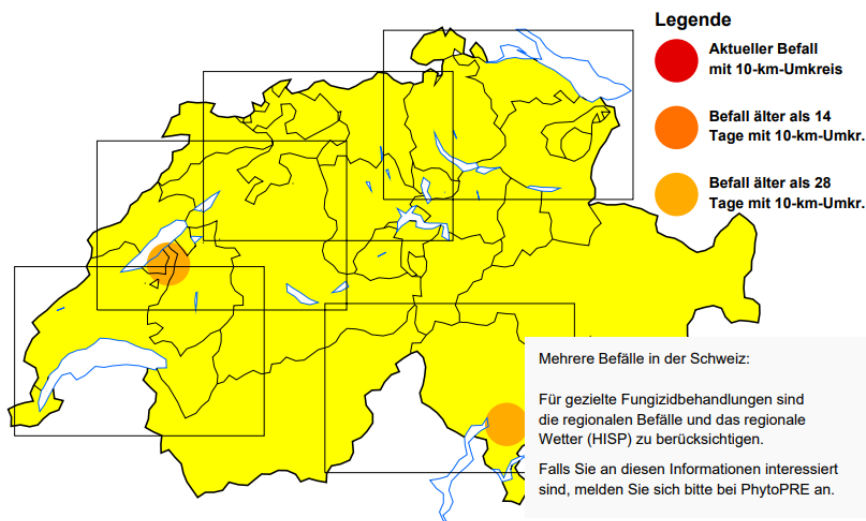 Legende
Aktueller Befall
mit 10-km-Umkreis
Befall älter als 14
Tage mit 10-km-Umkr.
Befall älter als 28
Tage mit 10-km-Umkr.
Mehrere Befälle in der Schweiz:
Für gezielte Fungizidbehandlungen sind
die regionalen Befälle und das regionale
Wetter (HISP) zu berücksichtigen.
Falls Sie an diesen Informationen interessiert
sind, melden Sie sich bitte bei PhytoPRE an.